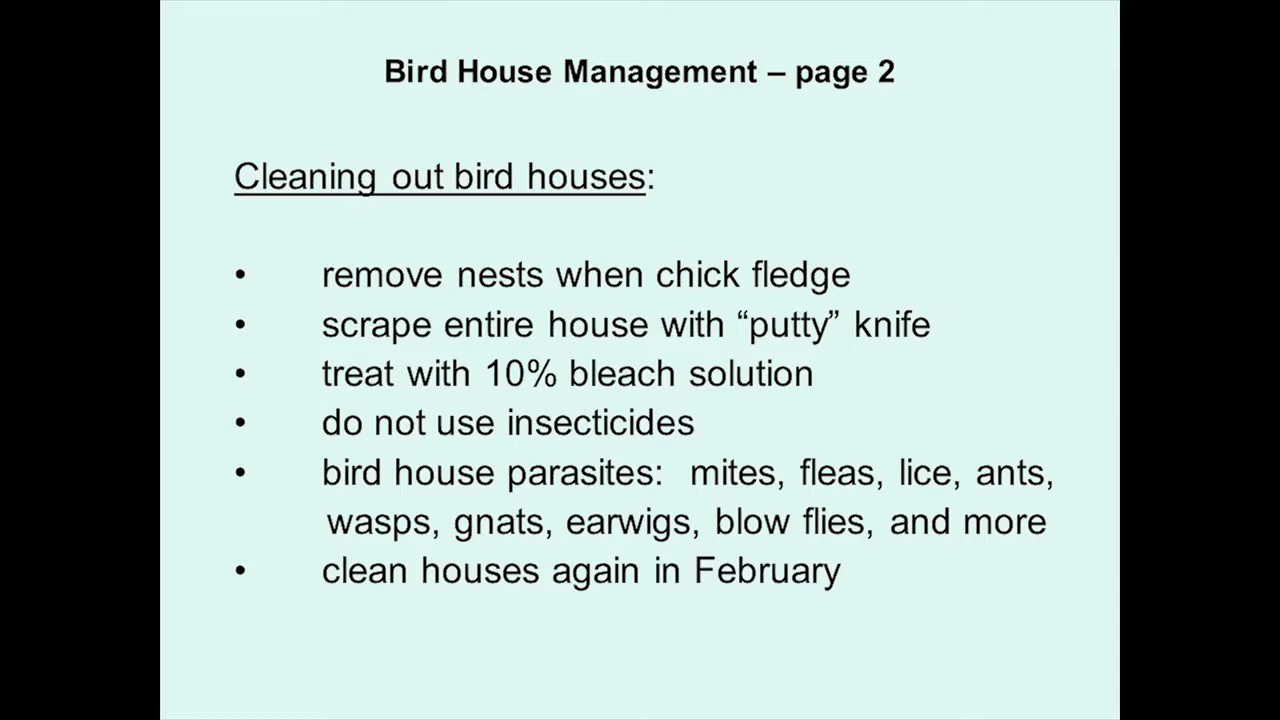 Bird House Management – page 2
Cleaning out bird houses:
• remove nests when chick fledge
• scrape entire house with “putty” knife
• treat with 10% bleach solution
• do not use insecticides
• bird house parasites: mites, fleas, lice, ants,
wasps, gnats, earwigs, blow flies, and more
• clean houses again in February